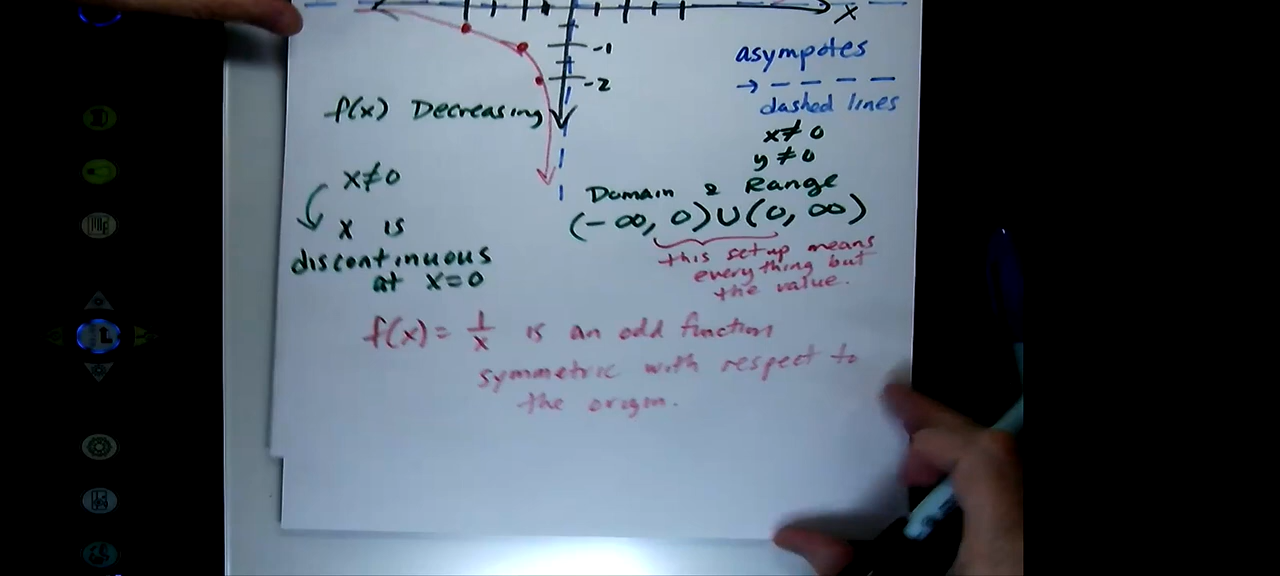 x
-1
-2
asympotes
→ - - - -
dashed lines
x ≠ 0
y ≠ 0
f(x) Decreasing
x ≠ 0
x is
discontinuous
at x=0
Domain & Range
(-∞, 0)∪(0, ∞)
this setup means
everything but
the value.
f(x) = 1/x is an odd function
symmetric with respect to
the origin.